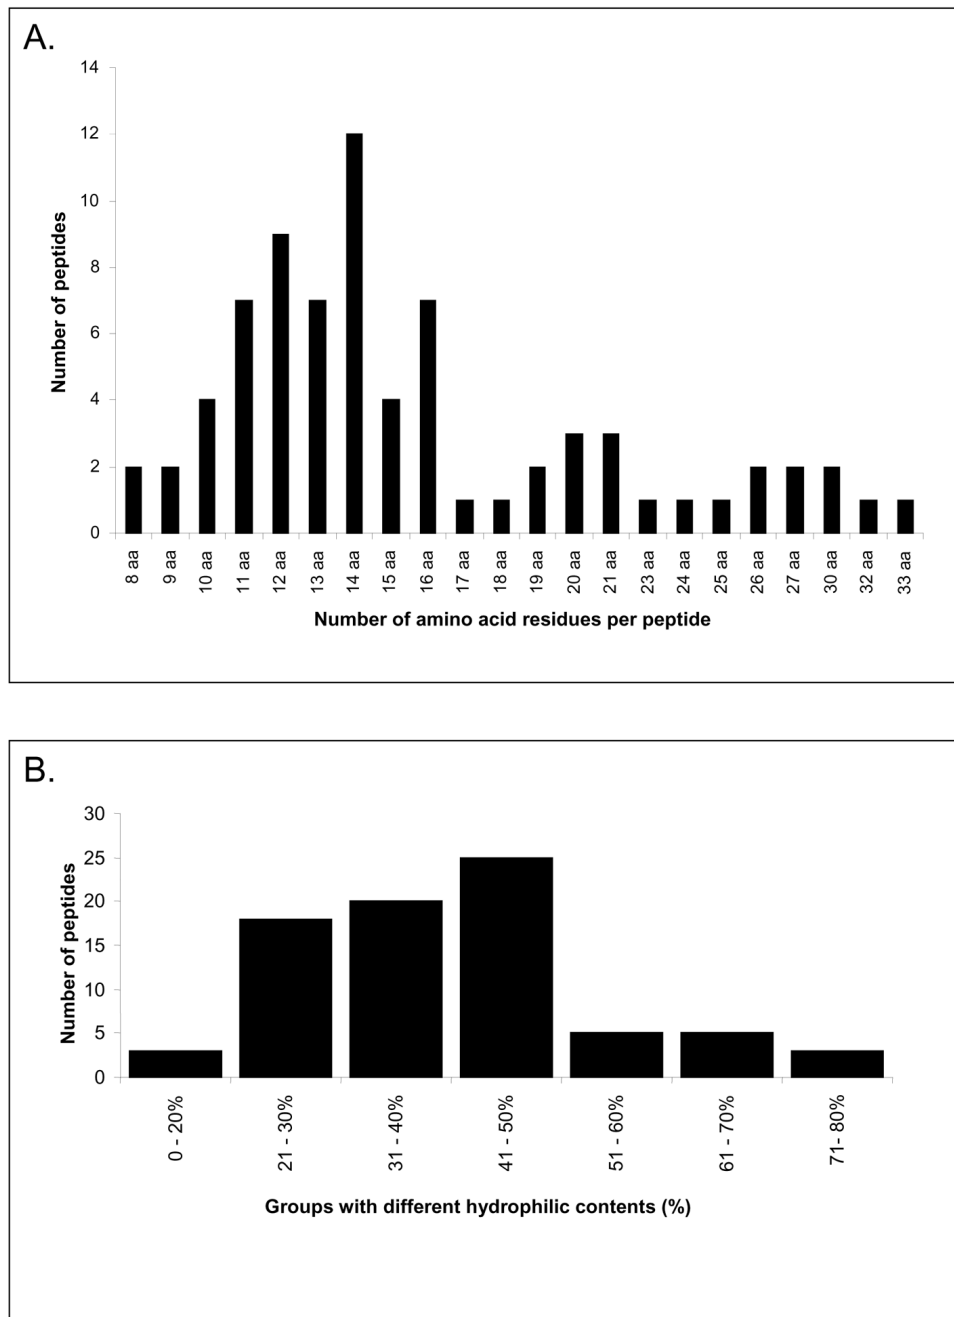 A.
14
12
10
8
6
4
2
0
Number of peptides
8 aa
9 aa
10 aa
11 aa
12 aa
13 aa
14 aa
15 aa
16 aa
17 aa
18 aa
19 aa
20 aa
21 aa
23 aa
24 aa
25 aa
26 aa
27 aa
30 aa
32 aa
33 aa
Number of amino acid residues per peptide
B.
30
25
20
15
10
5
0
Number of peptides
0 - 20%
21 - 30%
31 - 40%
41 - 50%
51 - 60%
61 - 70%
71- 80%
Groups with different hydrophilic contents (%)